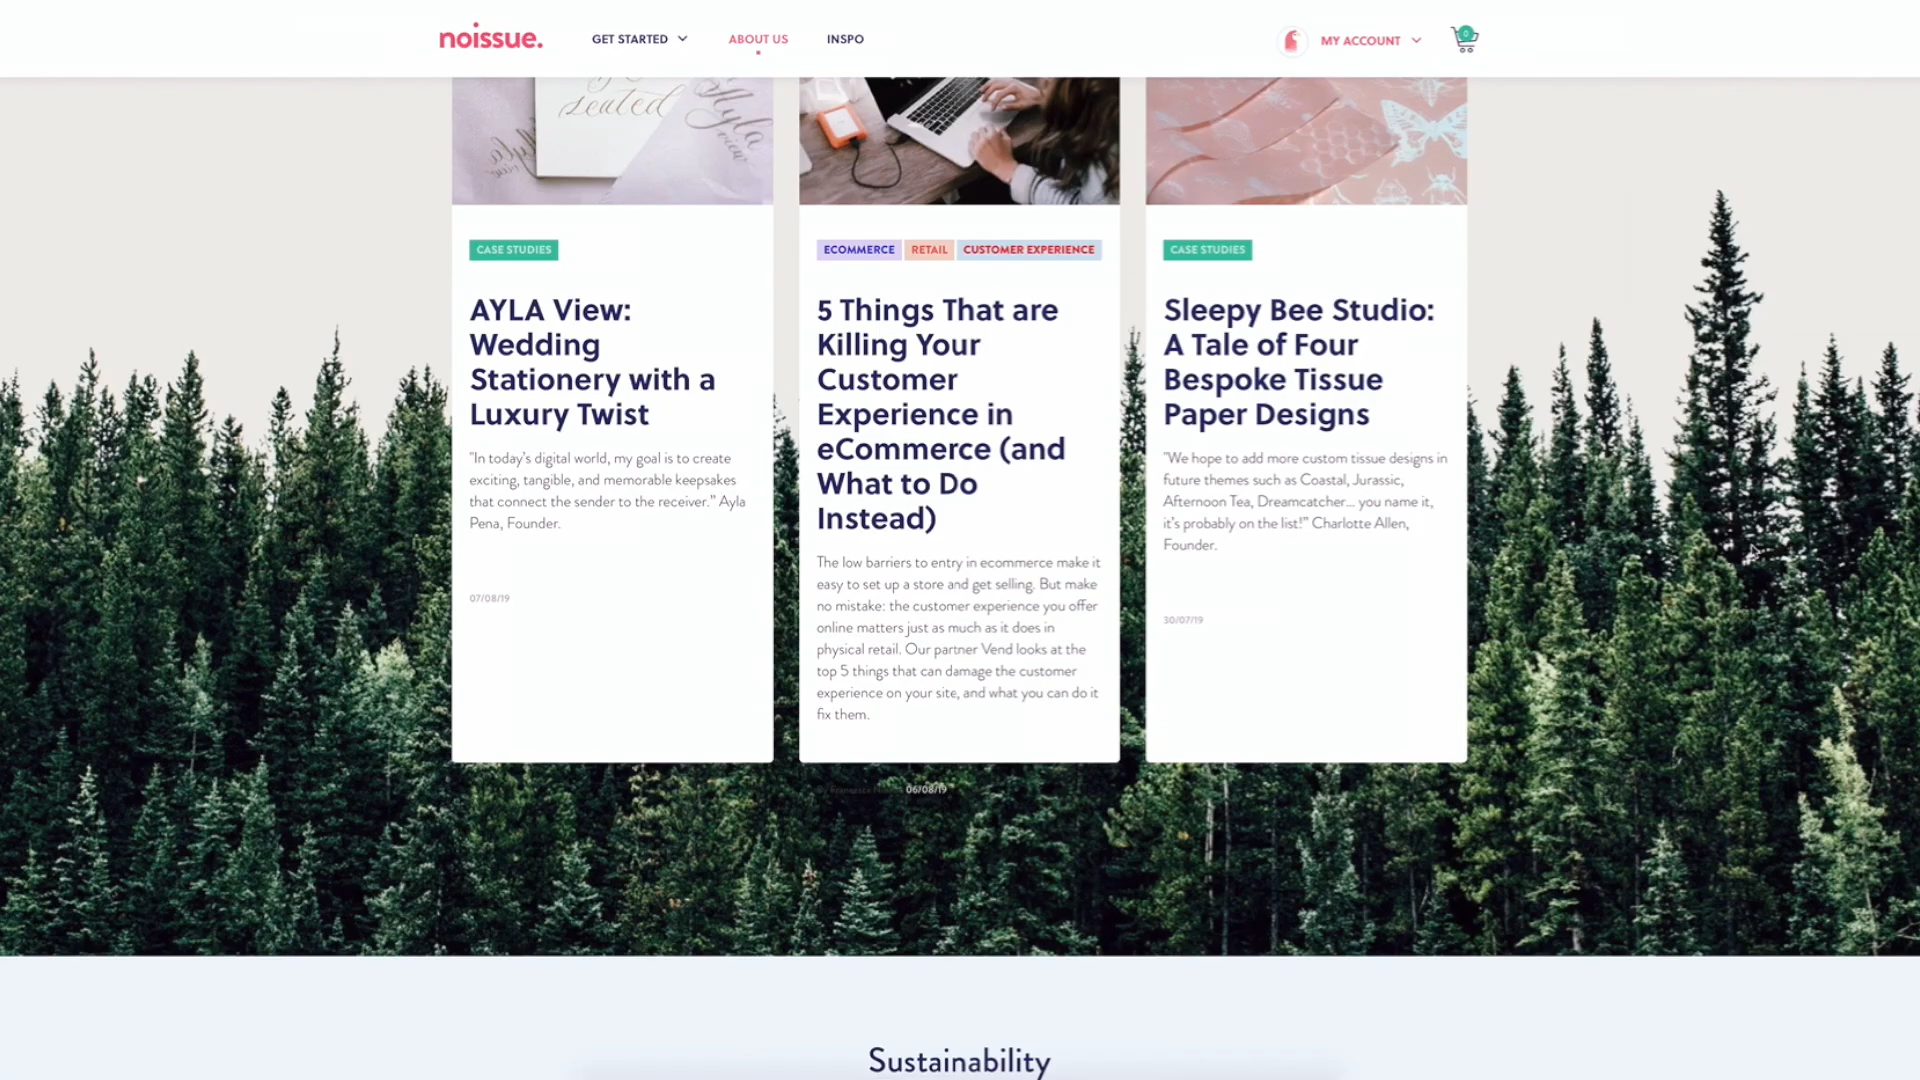 noissue.
GET STARTED
ABOUT US
INSPO
MY ACCOUNT
0
seated
Ayla
view
CASE STUDIES
AYLA View:
Wedding
Stationery with a
Luxury Twist
"In today's digital world, my goal is to create
exciting, tangible, and memorable keepsakes
that connect the sender to the receiver." Ayla
Pena, Founder.
07/08/19
ECOMMERCE
RETAIL
CUSTOMER EXPERIENCE
5 Things That are
Killing Your
Customer
Experience in
eCommerce (and
What to Do
Instead)
The low barriers to entry in ecommerce make it
easy to set up a store and get selling. But make
no mistake: the customer experience you offer
online matters just as much as it does in
physical retail. Our partner Vend looks at the
top 5 things that can damage the customer
experience on your site, and what you can do it
fix them.
06/08/19
CASE STUDIES
Sleepy Bee Studio:
A Tale of Four
Bespoke Tissue
Paper Designs
"We hope to add more custom tissue designs in
future themes such as Coastal, Jurassic,
Afternoon Tea, Dreamcatcher... you name it,
it's probably on the list!" Charlotte Allen,
Founder.
30/07/19
Sustainability